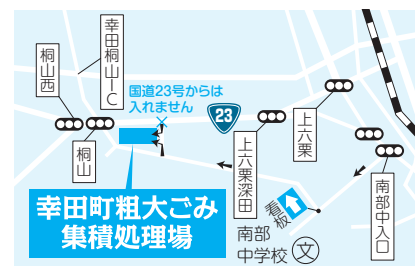 幸田桐山IC
桐山西
桐山
国道23号からは
入れません
23
上六栗
上六栗深田
南部中入口
看板
南部
中学校
文
幸田町粗大ごみ
集積処理場